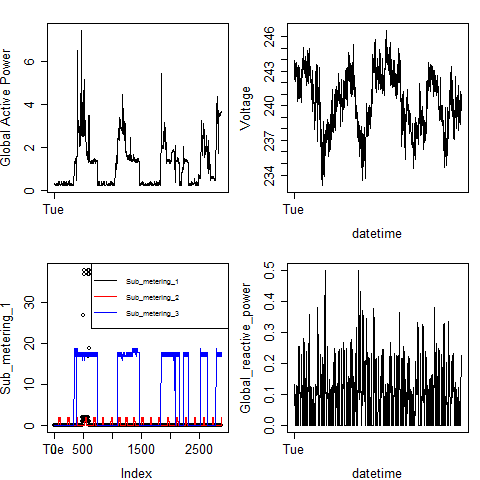 Global Active Power
0 2 4 6
Tue
Voltage
234 237 240 243 246
Tue
datetime
Sub_metering_1
0 10 20 30
Sub_metering_1
Sub_metering_2
Sub_metering_3
Tue
0 500 1500 2500
Index
Global_reactive_power
0.0 0.1 0.2 0.3 0.4 0.5
Tue
datetime